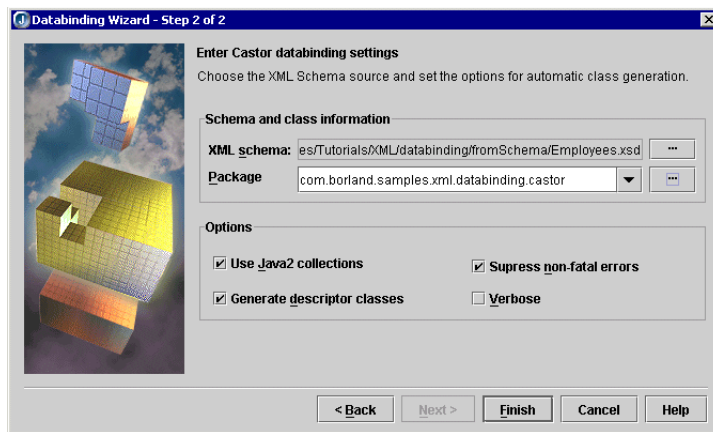 Databinding Wizard - Step 2 of 2
Enter Castor databinding settings
Choose the XML Schema source and set the options for automatic class generation.
Schema and class information
XML schema: es/Tutorials/XML/databinding/fromSchema/Employees.xsd ...
Package com.borland.samples.xml.databinding.castor ...
Options
Use Java2 collections
Supress non-fatal errors
Generate descriptor classes
Verbose
< Back Next > Finish Cancel Help